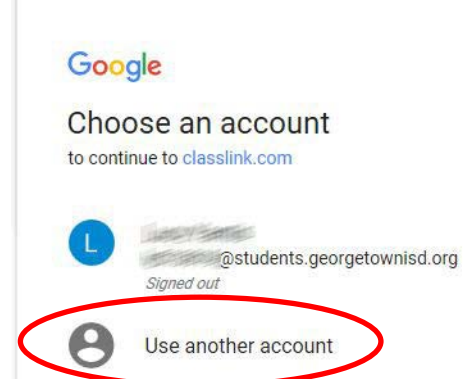 Google
Choose an account
to continue to classlink.com
L
@students.georgetownisd.org
Signed out
Use another account